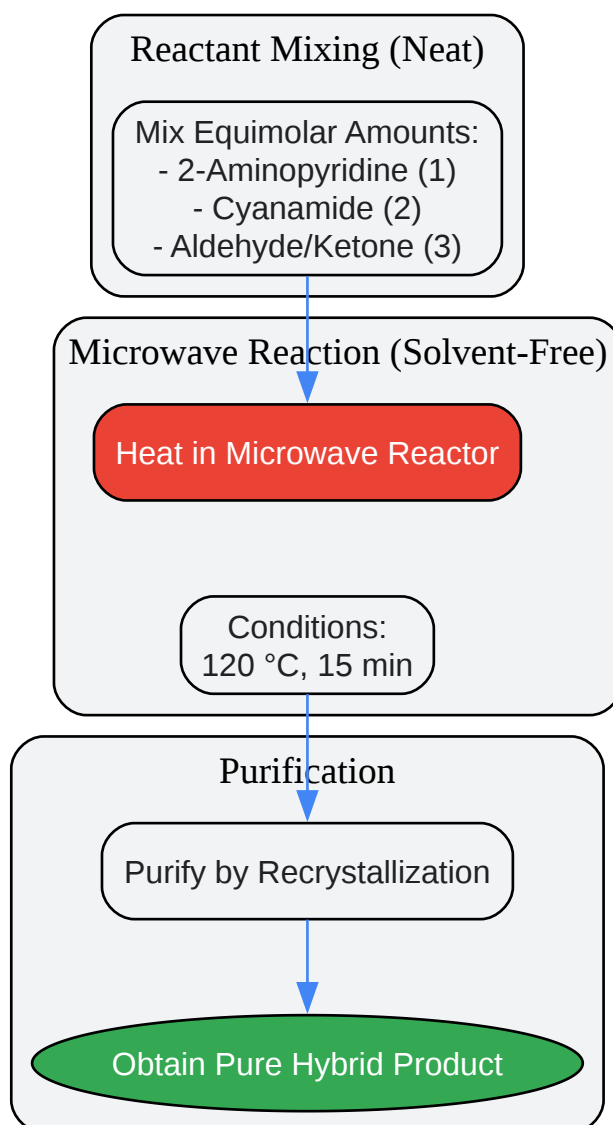 Reactant Mixing (Neat)
Mix Equimolar Amounts:
- 2-Aminopyridine (1)
- Cyanamide (2)
- Aldehyde/Ketone (3)
Microwave Reaction (Solvent-Free)
Heat in Microwave Reactor
Conditions:
120 °C, 15 min
Purification
Purify by Recrystallization
Obtain Pure Hybrid Product